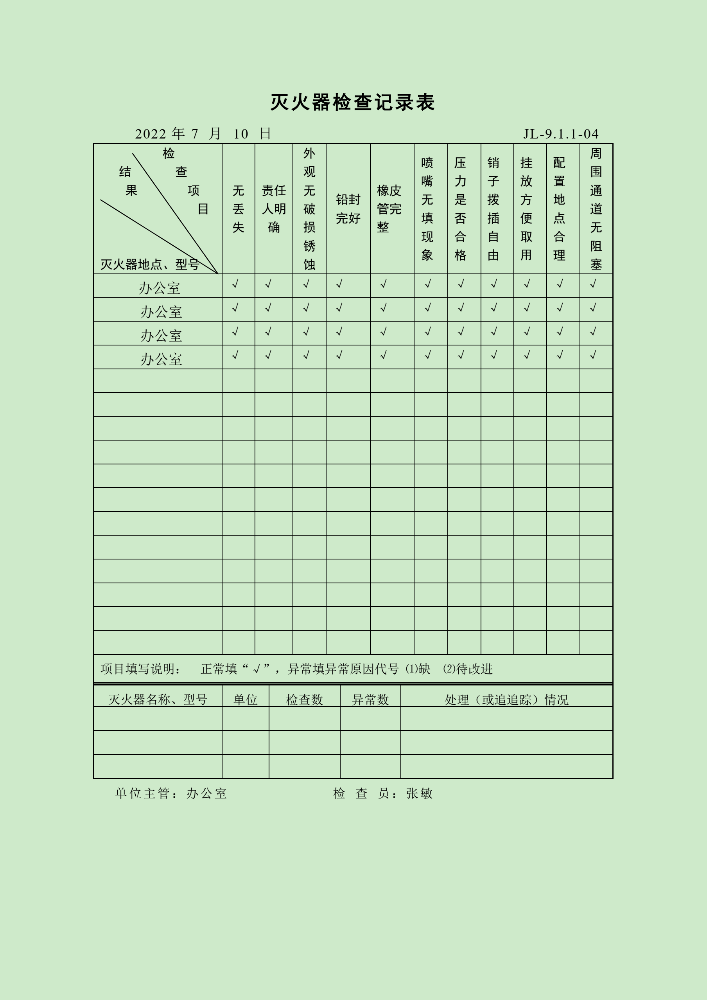 灭火器检查记录表
2022 年 7 月 10 日 JL-9.1.1-04
检
结 查
果 项
目
灭火器地点、型号
无
丢
失
责任
人明
确
外
观
无
破
损
锈
蚀
铅封
完好
橡皮
管完
整
喷
嘴
无
填
现
象
压
力
是
否
合
格
销
子
拨
插
自
由
挂
放
方
便
取
用
配
置
地
点
合
理
周
围
通
道
无
阻
塞
办公室 √ √ √ √ √ √ √ √ √ √ √
办公室 √ √ √ √ √ √ √ √ √ √ √
办公室 √ √ √ √ √ √ √ √ √ √ √
办公室 √ √ √ √ √ √ √ √ √ √ √
项目填写说明： 正常填“√”，异常填异常原因代号 ⑴缺 ⑵待改进
灭火器名称、型号 单位 检查数 异常数 处理（或追追踪）情况
单位主管：办公室 检 查 员：张敏